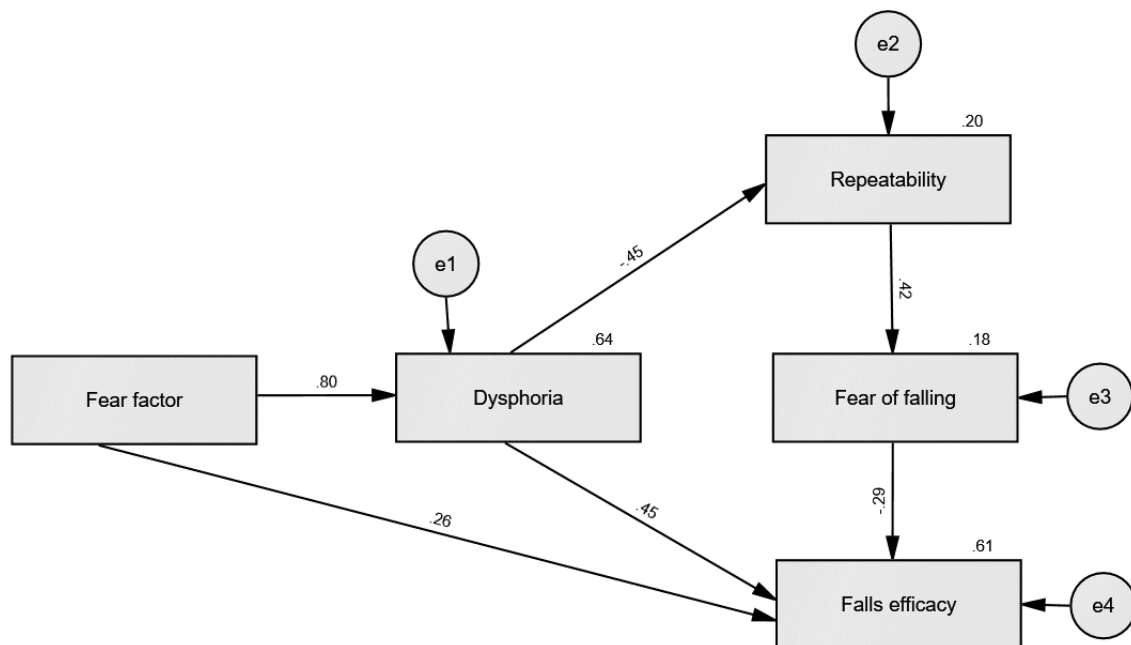 e2
.20
Repeatability
-.45
e1
.42
.64
.18
Fear factor
.80
Dysphoria
Fear of falling
e3
.26
.45
-.29
.61
Falls efficacy
e4